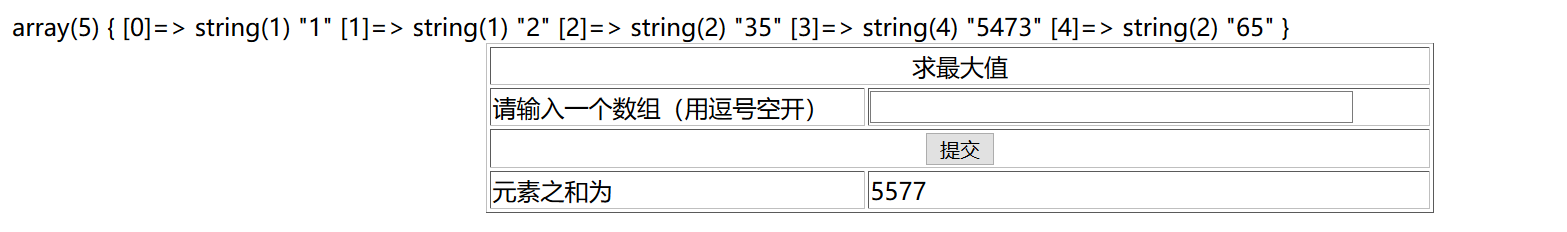 array(5) { [0]=> string(1) "1" [1]=> string(1) "2" [2]=> string(2) "35" [3]=> string(4) "5473" [4]=> string(2) "65" }
求最大值
请输入一个数组（用逗号空开）
提交
元素之和为 5577